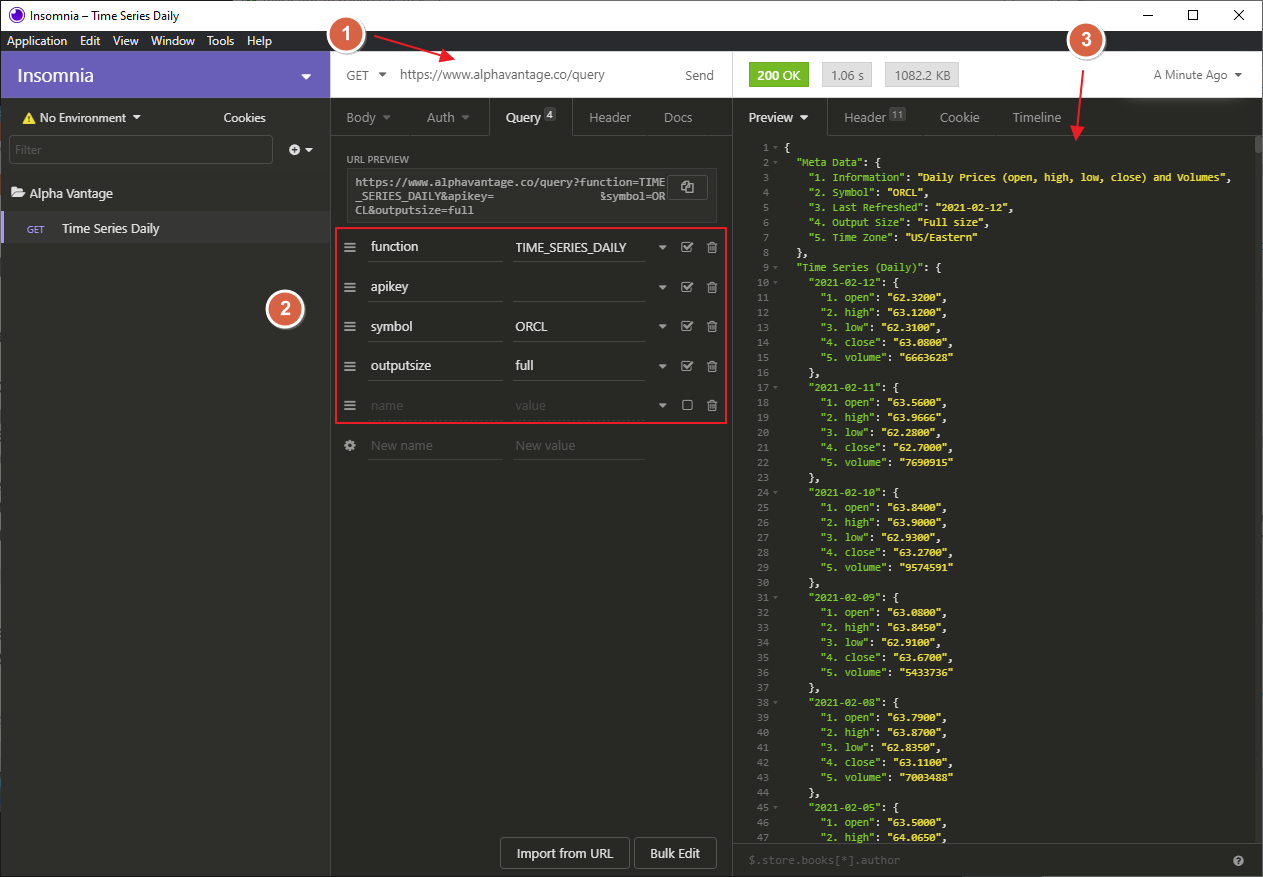 Insomnia – Time Series Daily
Application Edit View Window Tools Help
1
3
Insomnia
GET https://www.alphavantage.co/query Send
200 OK 1.06 s 1082.2 KB A Minute Ago
No Environment Cookies
Body Auth Query 4 Header Docs
Preview Header 11 Cookie Timeline
Filter
Alpha Vantage
GET Time Series Daily
2
URL PREVIEW
https://www.alphavantage.co/query?function=TIME
_SERIES_DAILY&apikey= &symbol=OR
CL&outputsize=full
function TIME_SERIES_DAILY
apikey
symbol ORCL
outputsize full
name value
New name New value
Import from URL Bulk Edit
1 {
2 "Meta Data": {
3 "1. Information": "Daily Prices (open, high, low, close) and Volumes",
4 "2. Symbol": "ORCL",
5 "3. Last Refreshed": "2021-02-12",
6 "4. Output Size": "Full size",
7 "5. Time Zone": "US/Eastern"
8 },
9 "Time Series (Daily)": {
10 "2021-02-12": {
11 "1. open": "62.3200",
12 "2. high": "63.1200",
13 "3. low": "62.3100",
14 "4. close": "63.0800",
15 "5. volume": "6663628"
16 },
17 "2021-02-11": {
18 "1. open": "63.5600",
19 "2. high": "63.9666",
20 "3. low": "62.2800",
21 "4. close": "62.7000",
22 "5. volume": "7690915"
23 },
24 "2021-02-10": {
25 "1. open": "63.8400",
26 "2. high": "63.9000",
27 "3. low": "62.9300",
28 "4. close": "63.2700",
29 "5. volume": "9574591"
30 },
31 "2021-02-09": {
32 "1. open": "63.0800",
33 "2. high": "63.8450",
34 "3. low": "62.9100",
35 "4. close": "63.6700",
36 "5. volume": "5433736"
37 },
38 "2021-02-08": {
39 "1. open": "63.7900",
40 "2. high": "63.8700",
41 "3. low": "62.8350",
42 "4. close": "63.1100",
43 "5. volume": "7003488"
44 },
45 "2021-02-05": {
46 "1. open": "63.5000",
47 "2. high": "64.0650",
$.store.books[*].author